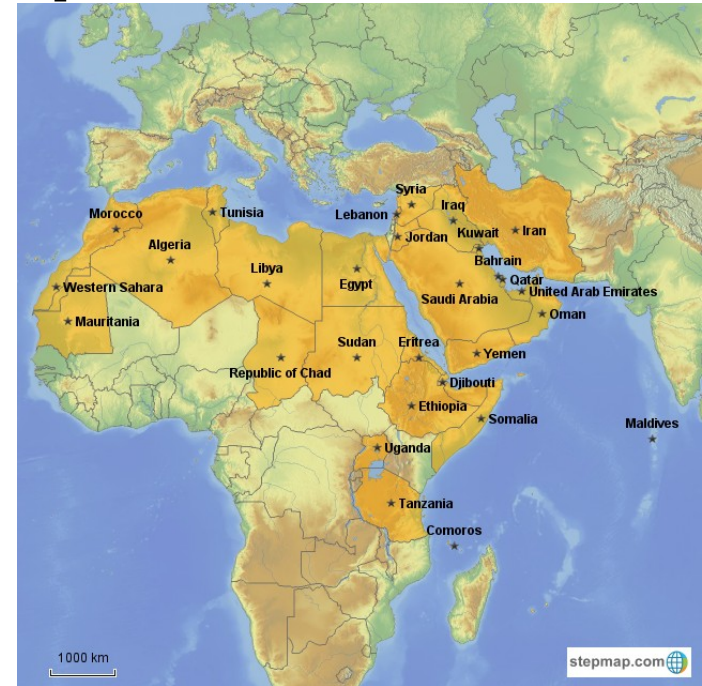 Syria
Morocco
Tunisia
Lebanon
Iraq
Kuwait
Iran
Jordan
Algeria
Bahrain
Libya
Egypt
Qatar
Western Sahara
Saudi Arabia
United Arab Emirates
Mauritania
Oman
Sudan
Eritrea
Yemen
Republic of Chad
Djibouti
Ethiopia
Somalia
Maldives
Uganda
Tanzania
Comoros
1000 km
stepmap.com